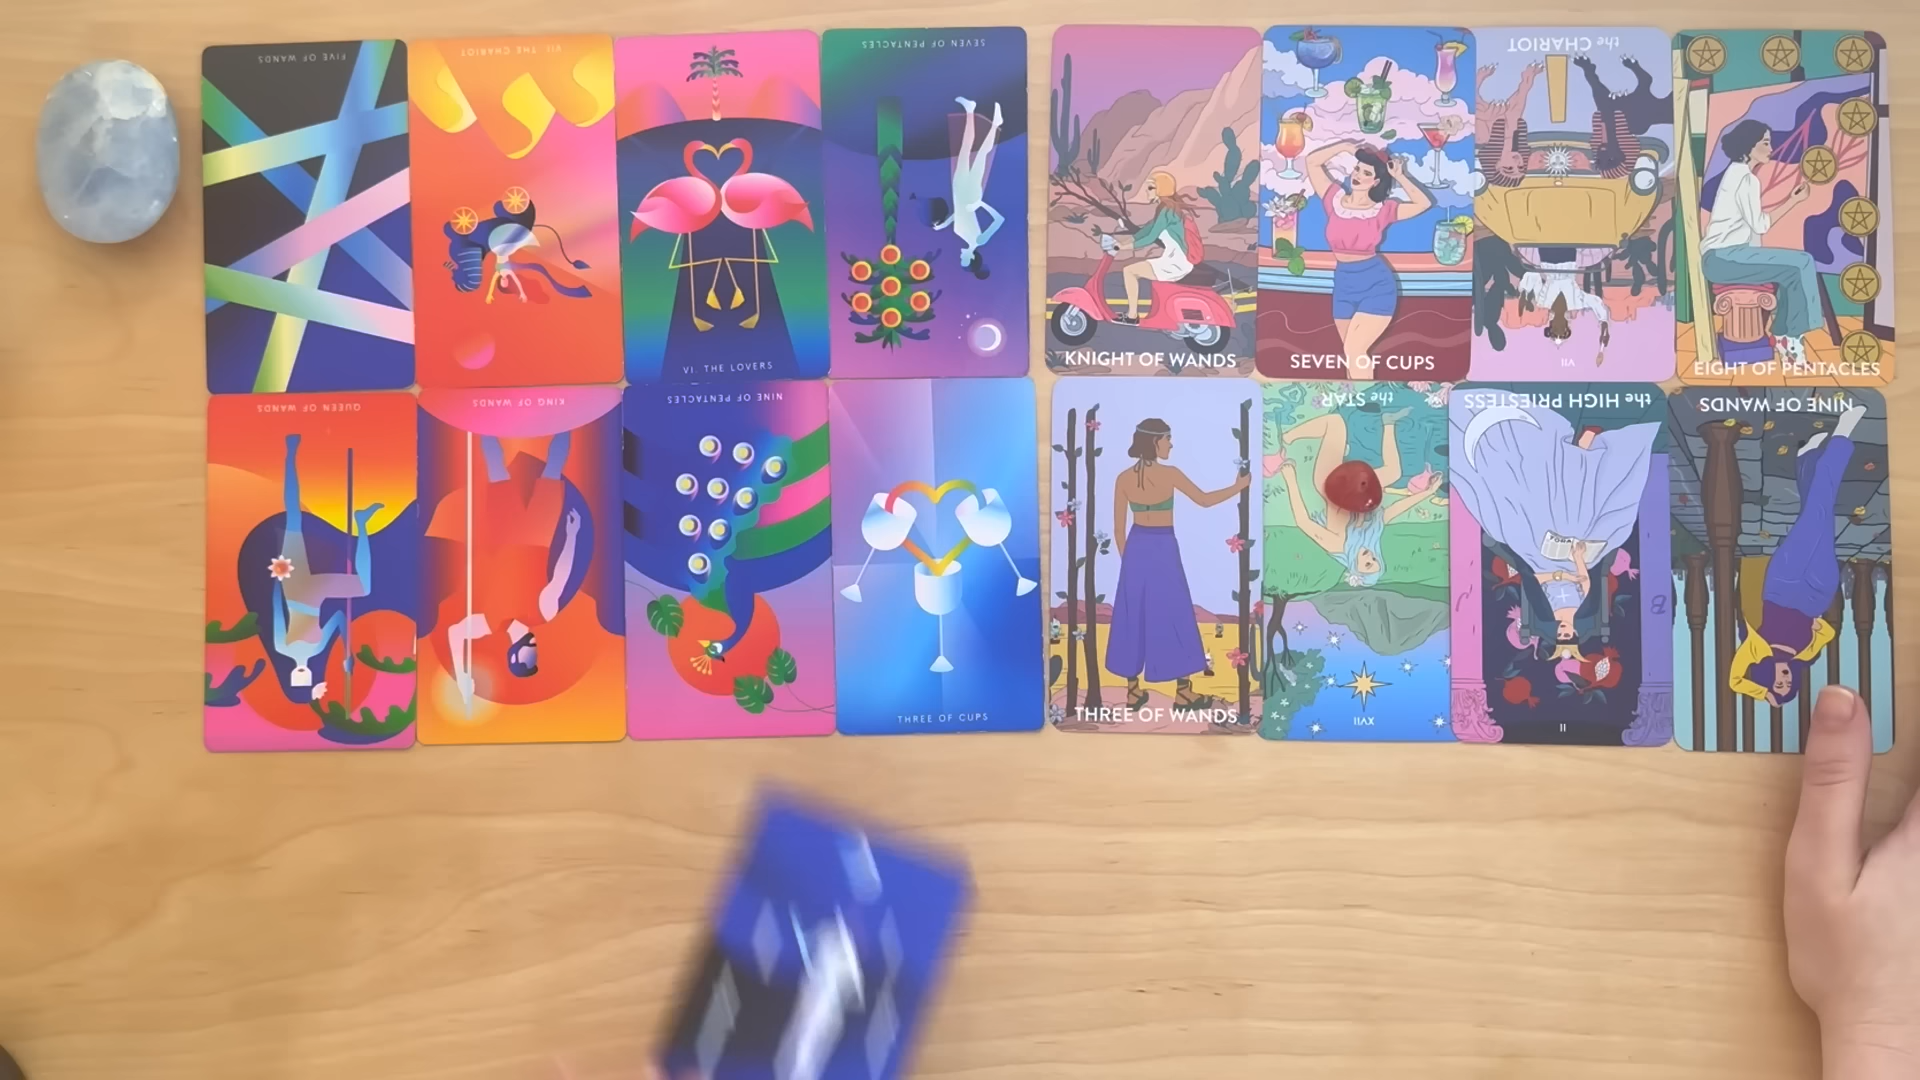 FIVE OF WANDS
VII THE CHARIOT
VI THE LOVERS
SEVEN OF PENTACLES
KNIGHT OF WANDS
SEVEN OF CUPS
the CHARIOT
VII
EIGHT OF PENTACLES
QUEEN OF WANDS
KING OF WANDS
NINE OF PENTACLES
THREE OF CUPS
THREE OF WANDS
the STAR
XVII
the HIGH PRIESTESS
B
TORA
II
NINE OF WANDS